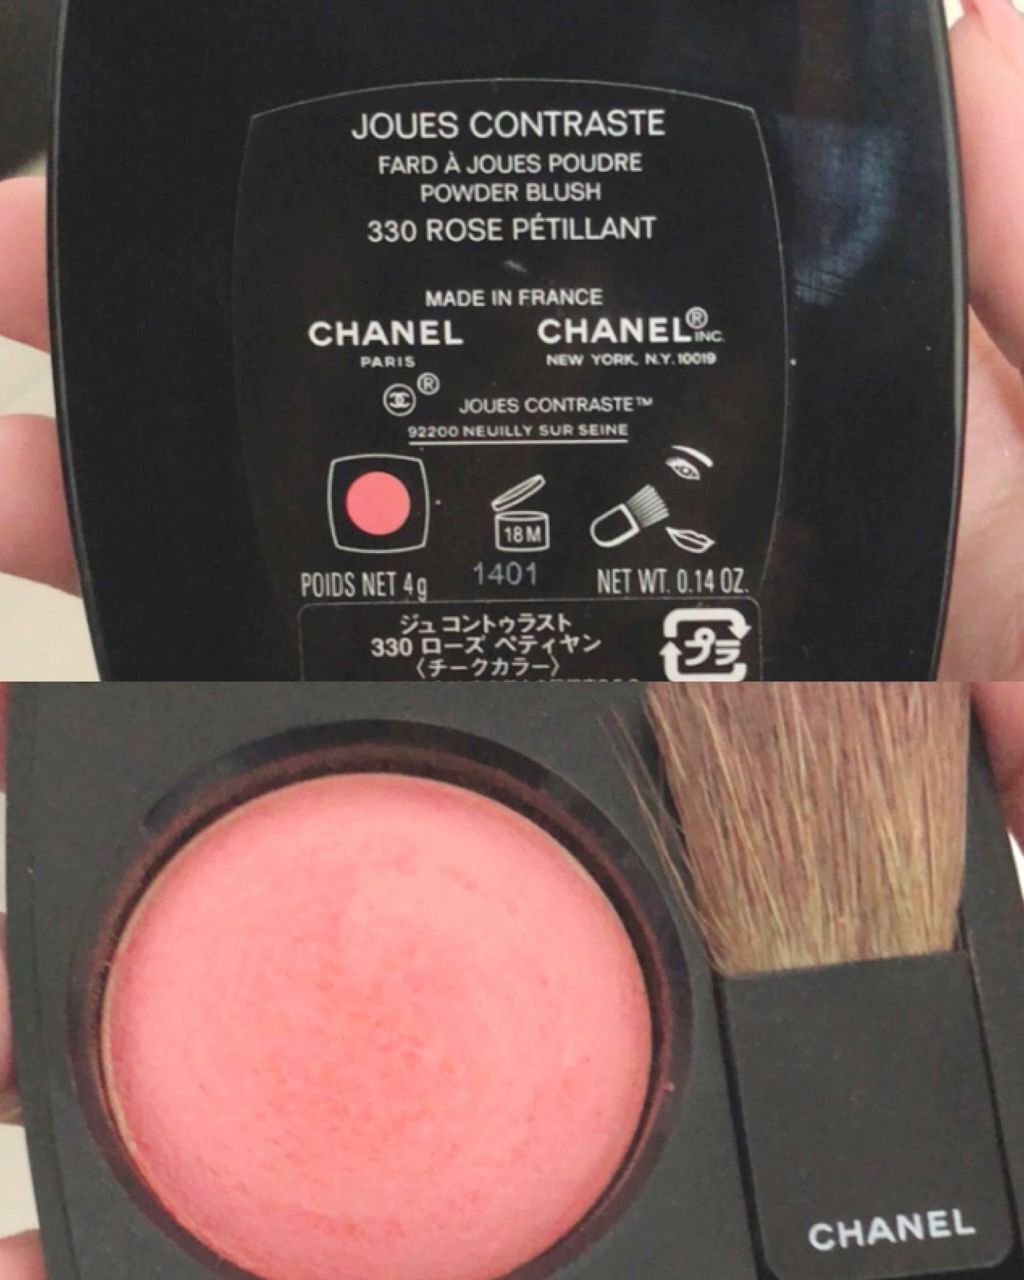 JOUES CONTRASTE
FARD À JOUES POUDRE
POWDER BLUSH
330 ROSE PÉTILLANT
MADE IN FRANCE
CHANEL CHANEL® INC.
PARIS NEW YORK, N.Y. 10019
® JOUES CONTRASTE™
92200 NEUILLY SUR SEINE
18M
POIDS NET 4g 1401 NET WT. 0.14 OZ.
ジュ コントゥラスト
330 ローズ ペティヤン
〈チークカラー〉
プラ
CHANEL